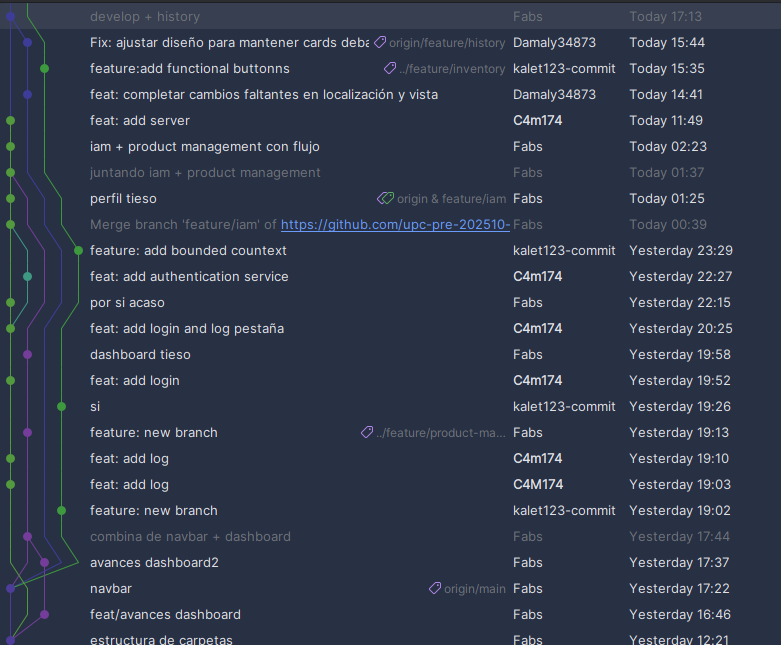 develop + history Fabs Today 17:13
Fix: ajustar diseño para mantener cards deba origin/feature/history Damaly34873 Today 15:44
feature:add functional buttonns ../feature/inventory kalet123-commit Today 15:35
feat: completar cambios faltantes en localización y vista Damaly34873 Today 14:41
feat: add server C4m174 Today 11:49
iam + product management con flujo Fabs Today 02:23
juntando iam + product management Fabs Today 01:37
perfil tieso origin & feature/iam Fabs Today 01:25
Merge branch 'feature/iam' of https://github.com/upc-pre-202510- Fabs Today 00:39
feature: add bounded countext kalet123-commit Yesterday 23:29
feat: add authentication service C4m174 Yesterday 22:27
por si acaso Fabs Yesterday 22:15
feat: add login and log pestaña C4m174 Yesterday 20:25
dashboard tieso Fabs Yesterday 19:58
feat: add login C4m174 Yesterday 19:52
si kalet123-commit Yesterday 19:26
feature: new branch ../feature/product-ma... Fabs Yesterday 19:13
feat: add log C4m174 Yesterday 19:10
feat: add log C4M174 Yesterday 19:03
feature: new branch kalet123-commit Yesterday 19:02
combina de navbar + dashboard Fabs Yesterday 17:44
avances dashboard2 Fabs Yesterday 17:37
navbar origin/main Fabs Yesterday 17:22
feat/avances dashboard Fabs Yesterday 16:46
estructura de carpetas Fabs Yesterday 12:21